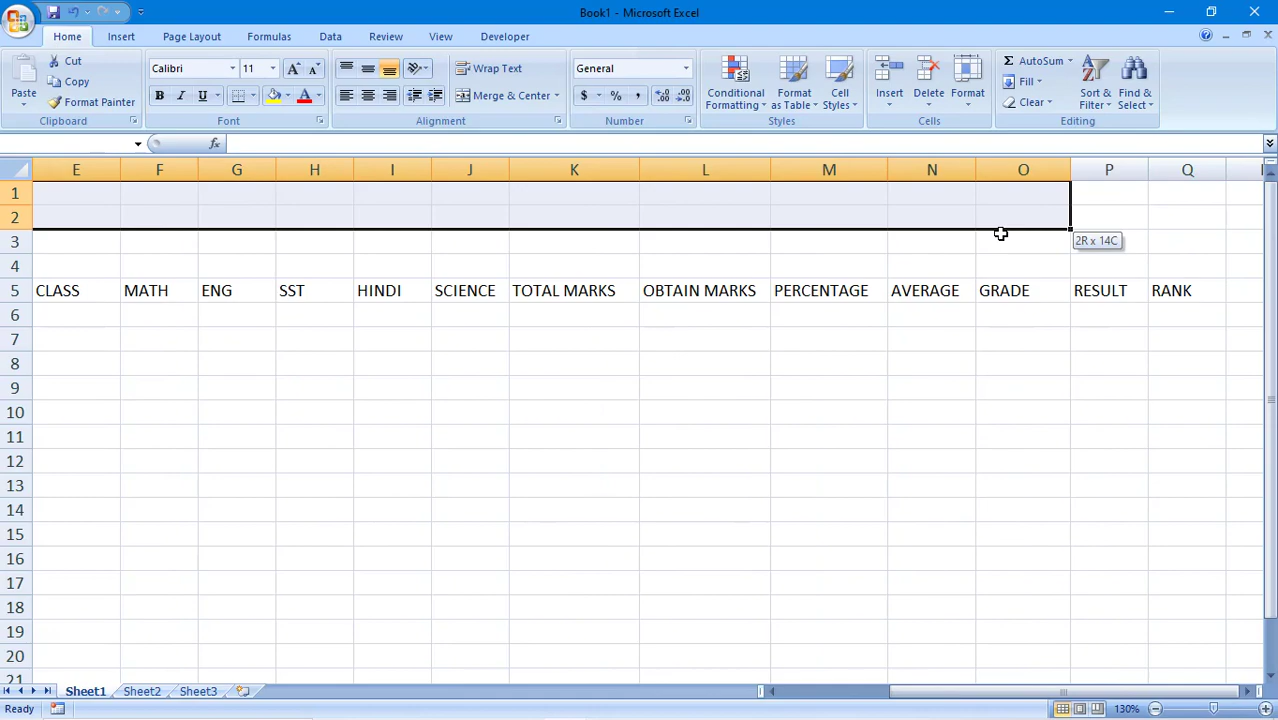 Book1 - Microsoft Excel
Home Insert Page Layout Formulas Data Review View Developer
Cut
Copy
Format Painter
Paste
Clipboard
Calibri 11
B I U
Font
Wrap Text
Merge & Center
Alignment
General
$ % ,
Number
Conditional Formatting
Format as Table
Cell Styles
Styles
Insert Delete Format
Cells
Σ AutoSum
Fill
Clear
Sort & Filter
Find & Select
Editing
fx
E F G H I J K L M N O P Q
1
2
2R x 14C
3
4
5 CLASS MATH ENG SST HINDI SCIENCE TOTAL MARKS OBTAIN MARKS PERCENTAGE AVERAGE GRADE RESULT RANK
6
7
8
9
10
11
12
13
14
15
16
17
18
19
20
21
Sheet1 Sheet2 Sheet3
Ready 130%